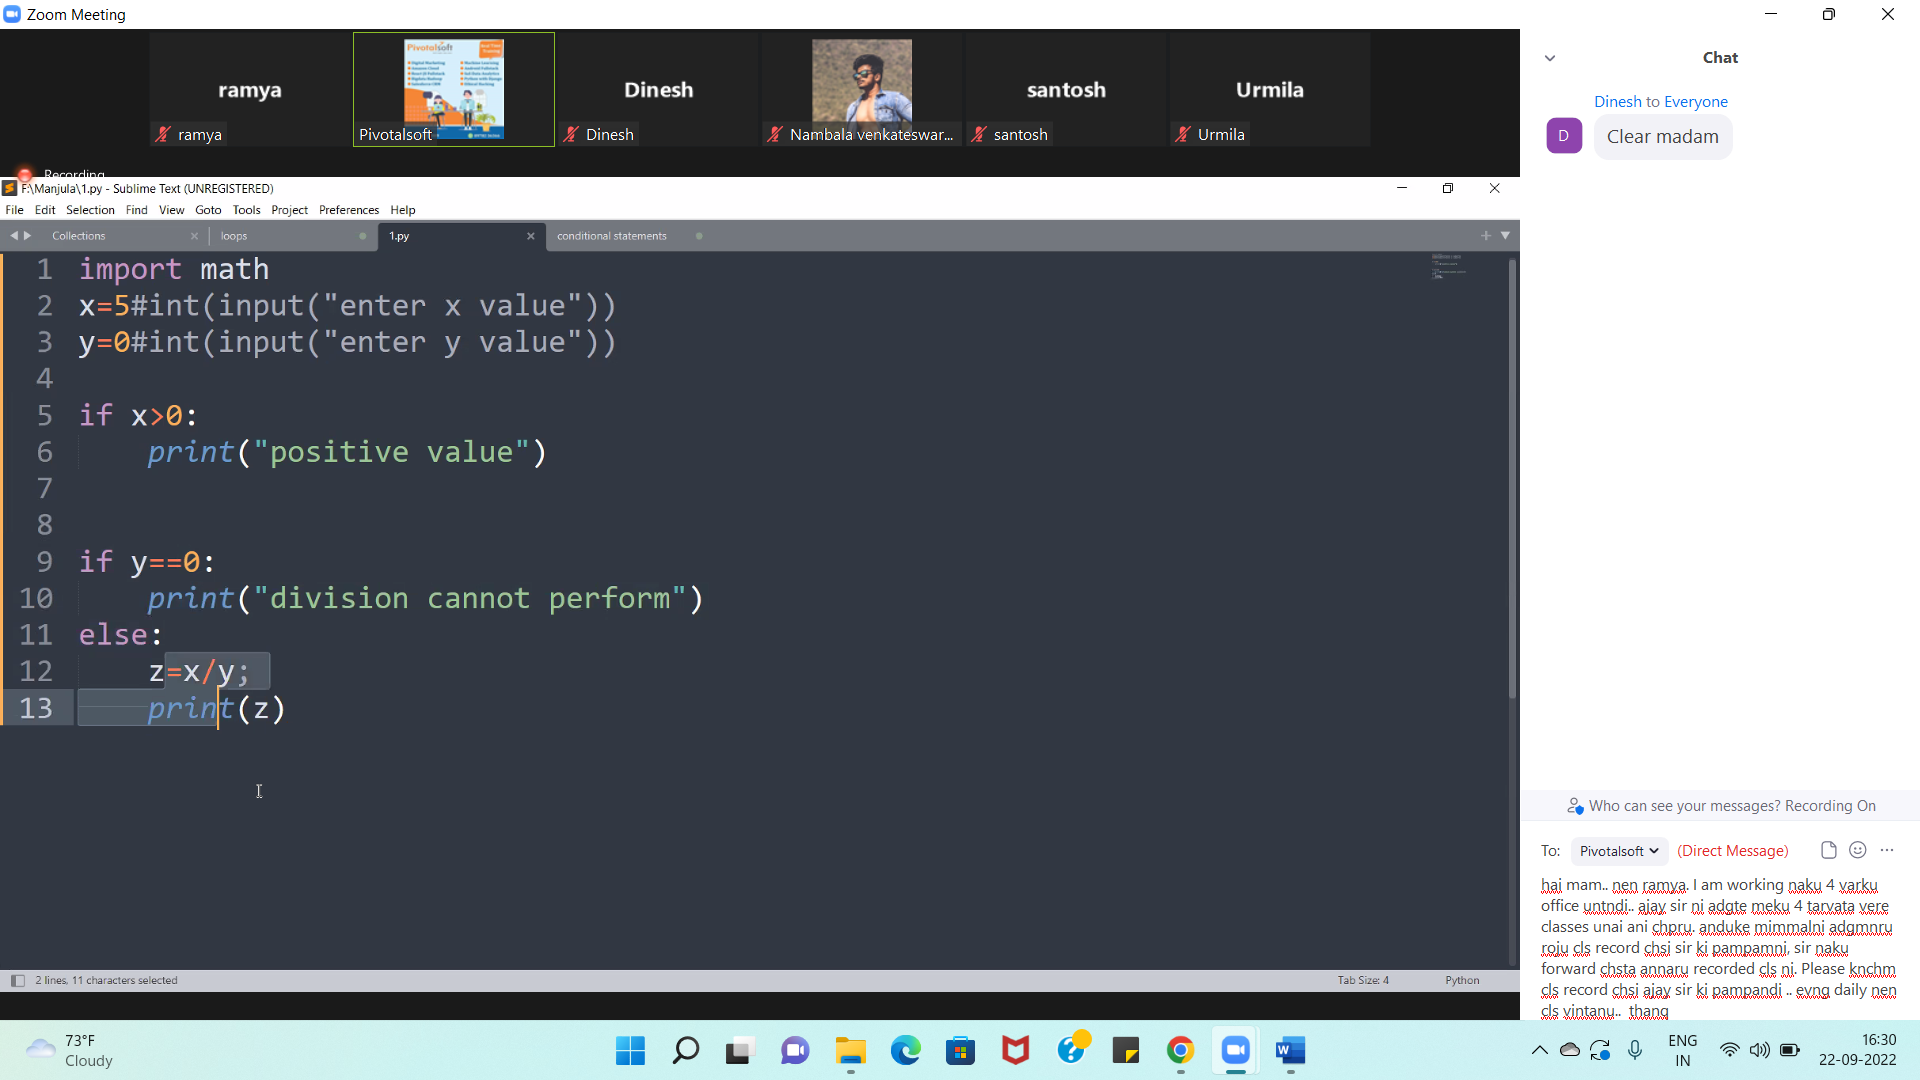 Zoom Meeting
ramya
Dinesh
santosh
Urmila
Pivotalsoft
ramya
Pivotalsoft
Dinesh
Nambala venkateswar...
santosh
Urmila
Recording
F:\Manjula\1.py - Sublime Text (UNREGISTERED)
File Edit Selection Find View Goto Tools Project Preferences Help
Collections loops 1.py conditional statements
1 import math
2 x=5#int(input("enter x value"))
3 y=0#int(input("enter y value"))
4
5 if x>0:
6     print("positive value")
7
8
9 if y==0:
10     print("division cannot perform")
11 else:
12     z=x/y;
13     print(z)
2 lines, 11 characters selected
Tab Size: 4 Python
Chat
Dinesh to Everyone
D
Clear madam
Who can see your messages? Recording On
To: Pivotalsoft (Direct Message)
hai mam.. nen ramya. I am working naku 4 varku
office untndi.. ajay sir ni adgte meku 4 tarvata vere
classes unai ani chpru. anduke mimmalni adgmnru
roju cls record chsi sir ki pampamni, sir naku
forward chsta annaru recorded cls ni. Please knchm
cls record chsi ajay sir ki pampandi .. evng daily nen
cls vintanu.. thanq
73°F
Cloudy
ENG
IN
16:30
22-09-2022